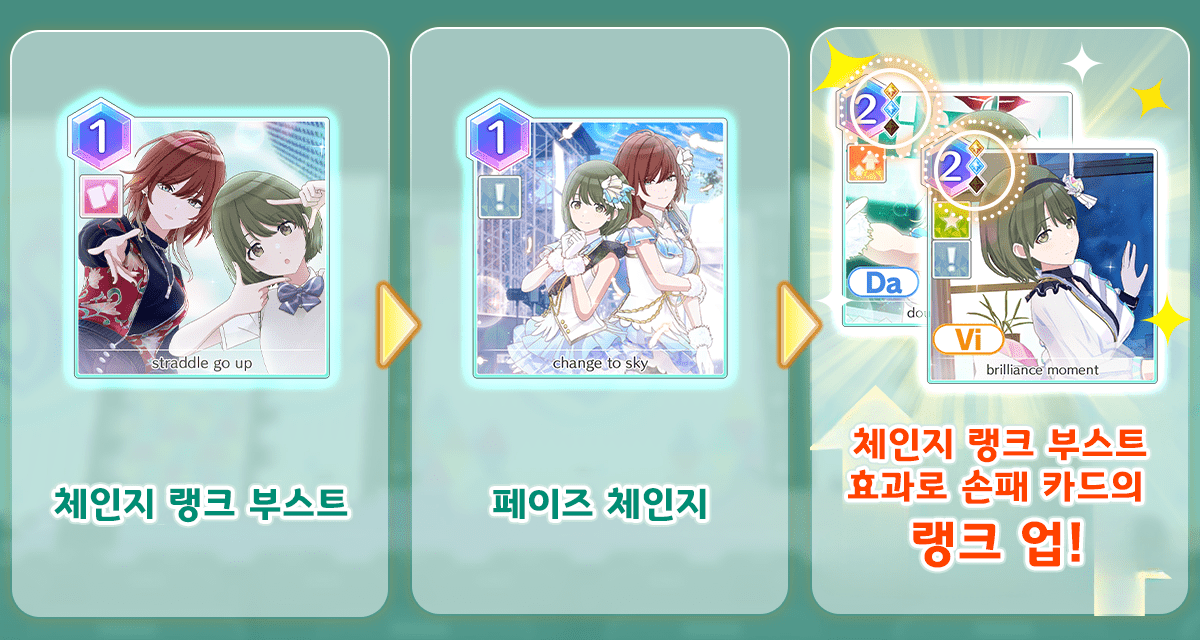 1
straddle go up
체인지 랭크 부스트
1
change to sky
페이즈 체인지
2
Da
dou
2
Vi
brilliance moment
체인지 랭크 부스트
효과로 손패 카드의
랭크 업!